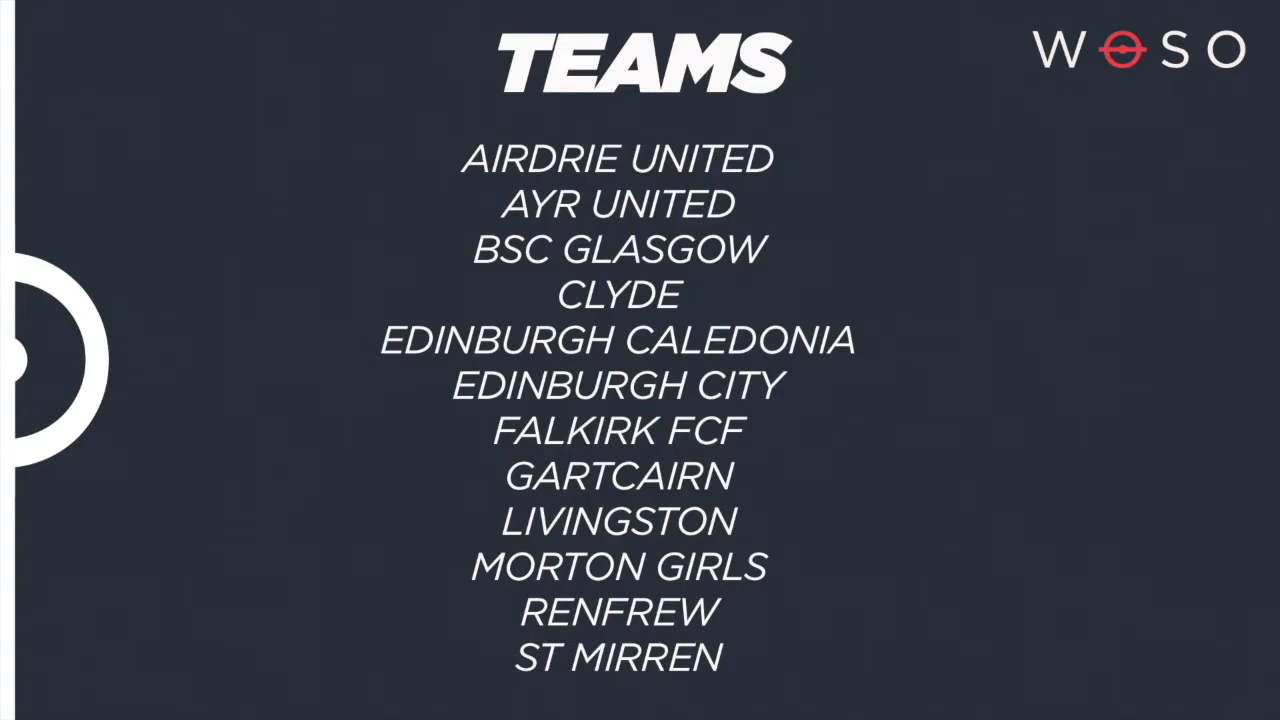 TEAMS
WOSO
AIRDRIE UNITED
AYR UNITED
BSC GLASGOW
CLYDE
EDINBURGH CALEDONIA
EDINBURGH CITY
FALKIRK FCF
GARTCAIRN
LIVINGSTON
MORTON GIRLS
RENFREW
ST MIRREN